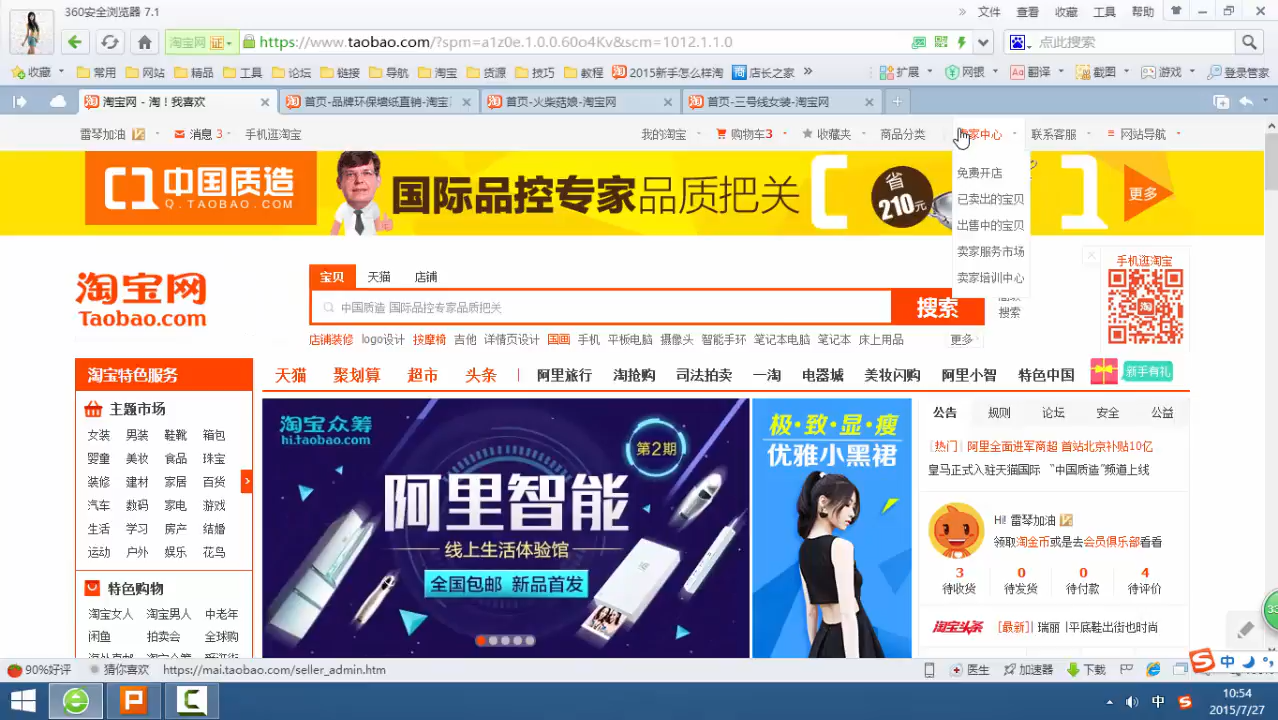 360安全浏览器 7.1
» 文件 查看 收藏 工具 帮助
淘宝网 证 https://www.taobao.com/?spm=a1z0e.1.0.0.60o4Kv&scm=1012.1.1.0 点此搜索
收藏 常用 网站 精品 工具 论坛 链接 导航 淘宝 货源 技巧 教程 2015新手怎么样淘 店长之家 » 扩展 网银 翻译 截图 游戏 登录管家
淘宝网 - 淘！我喜欢 首页-品牌环保墙纸直销-淘宝 首页-火柴菇娘-淘宝网 首页-三号线女装-淘宝网
雷琴加油 消息 3 手机逛淘宝 我的淘宝 购物车3 收藏夹 商品分类 家中心 联系客服 网站导航
中国质造
Q.TAOBAO.COM
国际品控专家品质把关
省
210元
更多
免费开店
已卖出的宝贝
出售中的宝贝
卖家服务市场
卖家培训中心
淘宝网
Taobao.com
宝贝 天猫 店铺
中国质造 国际品控专家品质把关 搜索
搜索
手机逛淘宝
店铺装修 logo设计 按摩椅 吉他 详情页设计 国画 手机 平板电脑 摄像头 智能手环 笔记本电脑 笔记本 床上用品 更多
淘宝特色服务
天猫 聚划算 超市 头条 阿里旅行 淘抢购 司法拍卖 一淘 电器城 美妆闪购 阿里小智 特色中国 新手有礼
主题市场
女装 男装 鞋靴 箱包
婴童 美妆 食品 珠宝
装修 建材 家居 百货
汽车 数码 家电 游戏
生活 学习 房产 结婚
运动 户外 娱乐 花鸟
特色购物
淘宝女人 淘宝男人 中老年
闲鱼 拍卖会 全球购
淘宝众筹
hi.taobao.com
第2期
阿里智能
线上生活体验馆
全国包邮 新品首发
极·致·显·瘦
优雅小黑裙
公告 规则 论坛 安全 公益
[热门] 阿里全面进军商超 首站北京补贴10亿
皇马正式入驻天猫国际 “中国质造”频道上线
Hi! 雷琴加油
领取淘金币或是去会员俱乐部看看
3 0 0 4
待收货 待发货 待付款 待评价
淘宝头条 [最新] 瑞丽 平底鞋出街也时尚
33
90%好评 猜你喜欢 https://mai.taobao.com/seller_admin.htm 医生 加速器 下载
中
中
10:54
2015/7/27